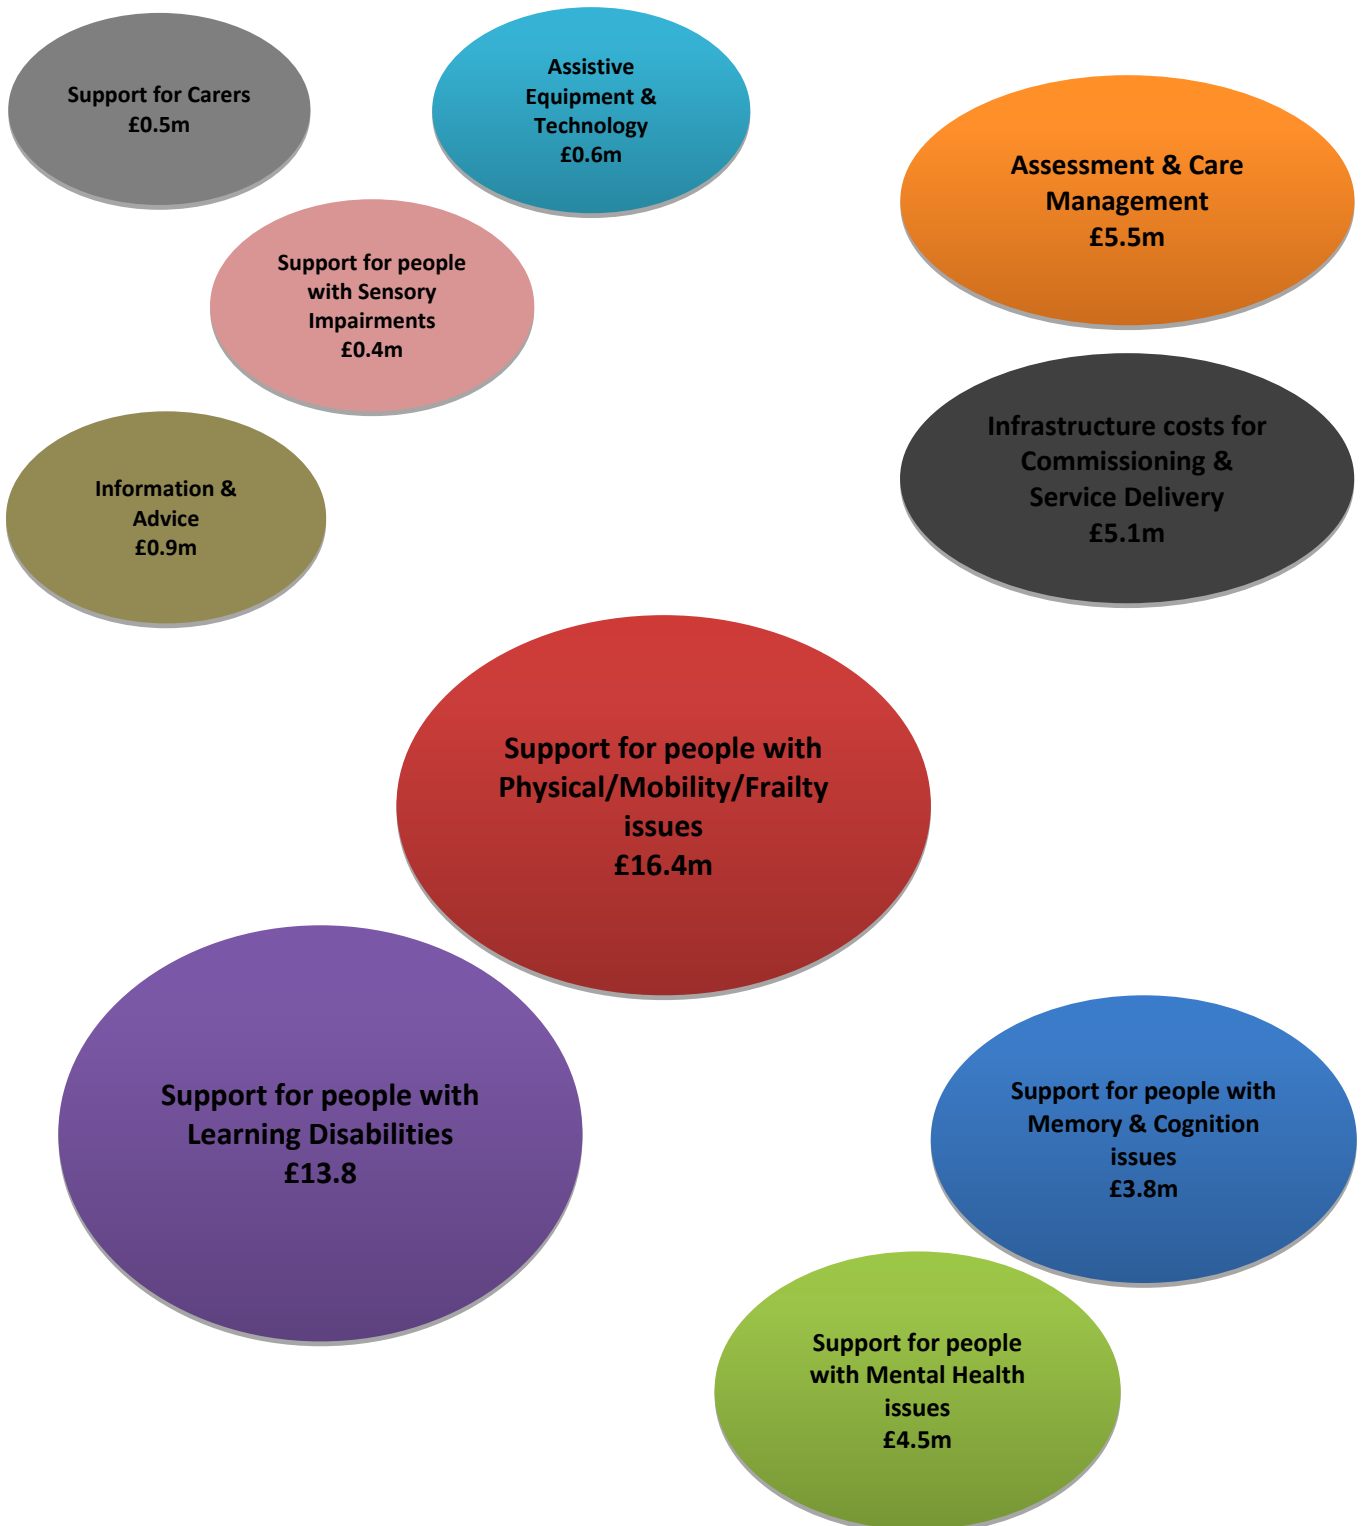 Support for Carers
£0.5m
Assistive
Equipment &
Technology
£0.6m
Assessment & Care
Management
£5.5m
Support for people
with Sensory
Impairments
£0.4m
Infrastructure costs for
Commissioning &
Service Delivery
£5.1m
Information &
Advice
£0.9m
Support for people with
Physical/Mobility/Frailty
issues
£16.4m
Support for people with
Learning Disabilities
£13.8
Support for people with
Memory & Cognition
issues
£3.8m
Support for people
with Mental Health
issues
£4.5m